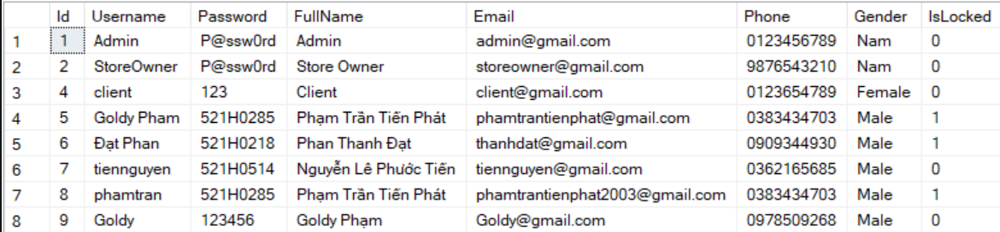 Id Username Password FullName Email Phone Gender IsLocked
1 1 Admin P@ssw0rd Admin admin@gmail.com 0123456789 Nam 0
2 2 StoreOwner P@ssw0rd Store Owner storeowner@gmail.com 9876543210 Nam 0
3 4 client 123 Client client@gmail.com 0123654789 Female 0
4 5 Goldy Pham 521H0285 Phạm Trần Tiến Phát phamtrantienphat@gmail.com 0383434703 Male 1
5 6 Đạt Phan 521H0218 Phan Thanh Đạt thanhdat@gmail.com 0909344930 Male 1
6 7 tiennguyen 521H0514 Nguyễn Lê Phước Tiến tiennguyen@gmail.com 0362165685 Male 0
7 8 phamtran 521H0285 Phạm Trần Tiến Phát phamtrantienphat2003@gmail.com 0383434703 Male 1
8 9 Goldy 123456 Goldy Phạm Goldy@gmail.com 0978509268 Male 0